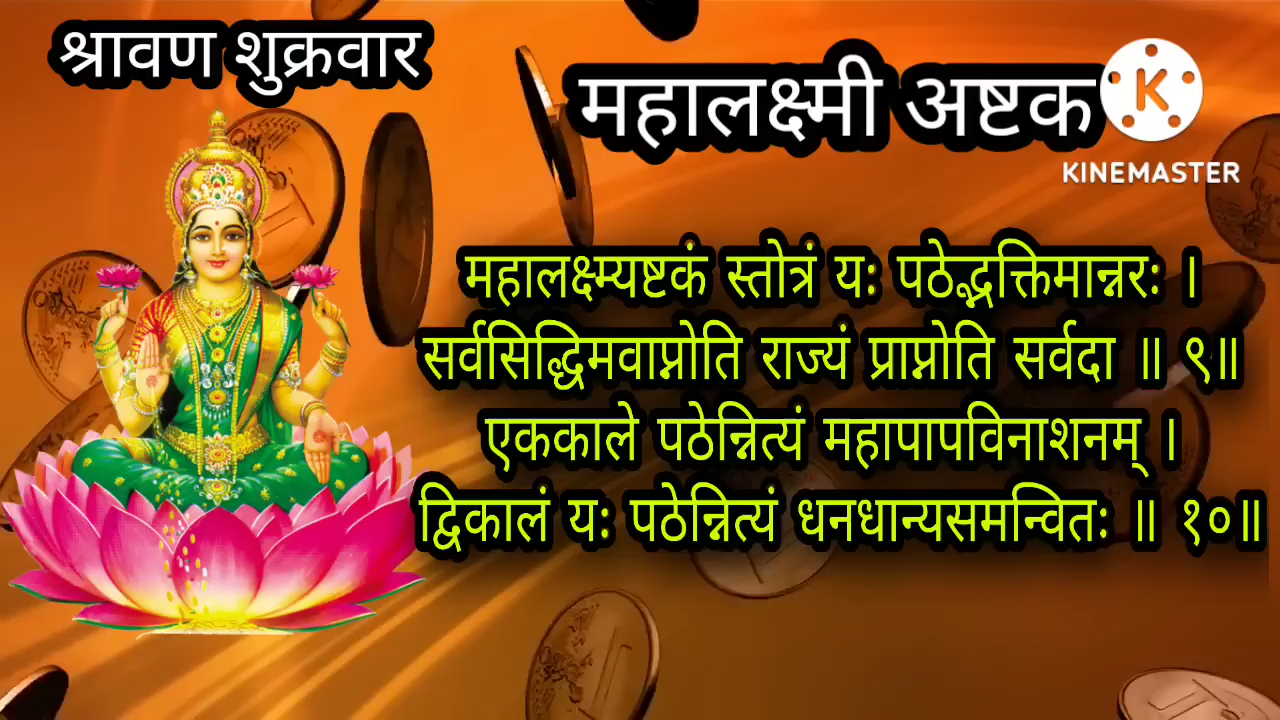 श्रावण शुक्रवार
महालक्ष्मी अष्टक
K
KINEMASTER
महालक्ष्म्यष्टकं स्तोत्रं यः पठेद्भक्तिमान्नरः ।
सर्वसिद्धिमवाप्नोति राज्यं प्राप्नोति सर्वदा ॥ ९॥
एककाले पठेन्नित्यं महापापविनाशनम् ।
द्विकालं यः पठेन्नित्यं धनधान्यसमन्वितः ॥ १०॥